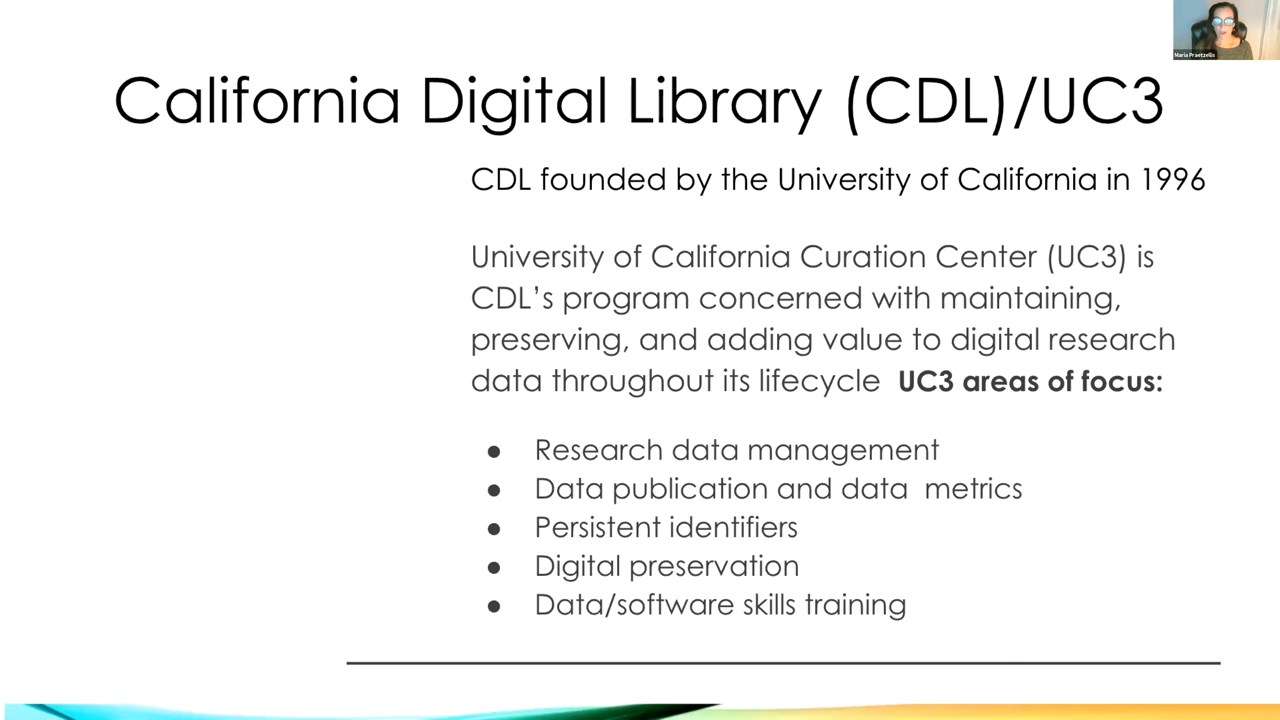 Maria Praetzellis
California Digital Library (CDL)/UC3
CDL founded by the University of California in 1996
University of California Curation Center (UC3) is
CDL’s program concerned with maintaining,
preserving, and adding value to digital research
data throughout its lifecycle  UC3 areas of focus:
● Research data management
● Data publication and data  metrics
● Persistent identifiers
● Digital preservation
● Data/software skills training